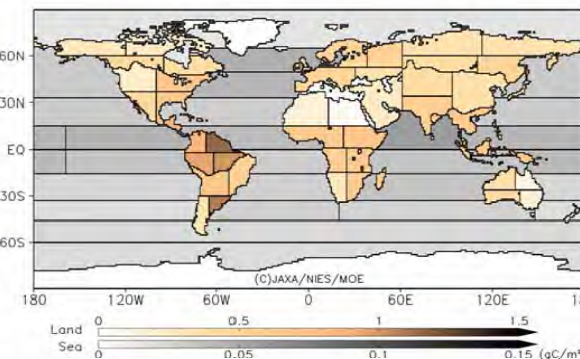 60N
30N
EQ
30S
60S
(C)JAXA/NIES/MOE
180 120W 60W 0 60E 120E
Land 0 0.5 1 1.5
Sea 0 0.05 0.1 0.15 (gC/m